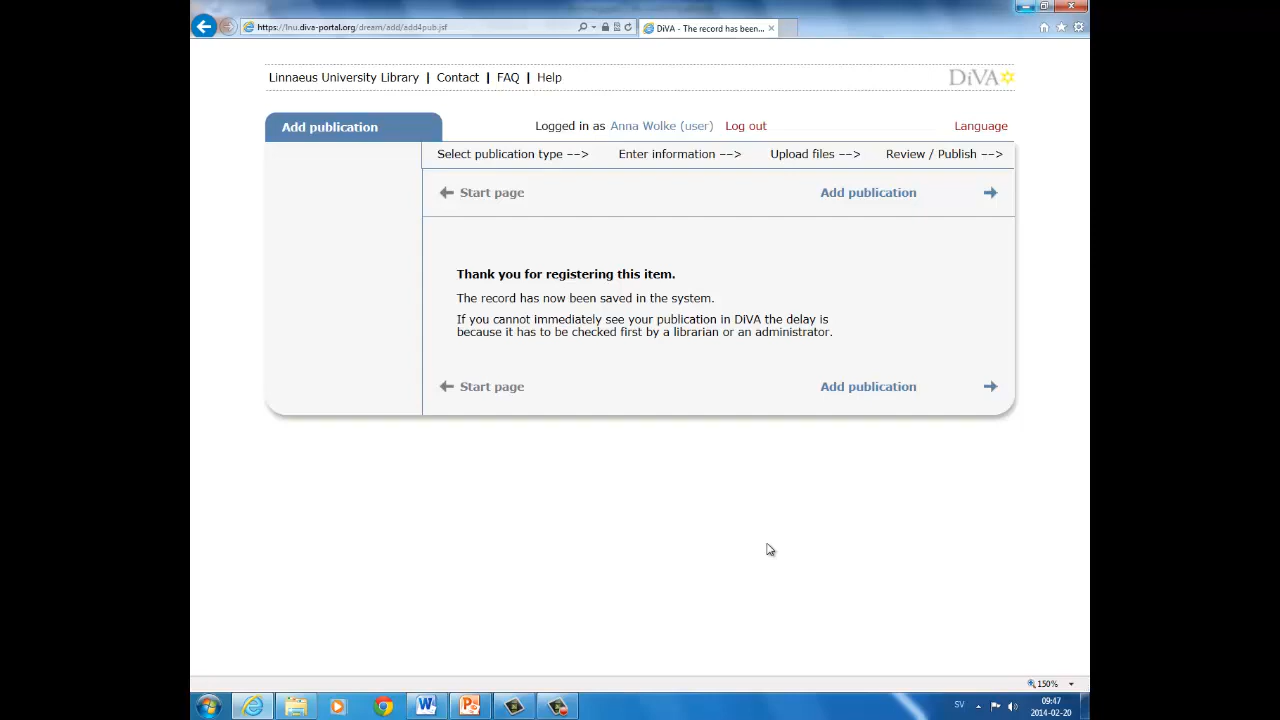 https://lnu.diva-portal.org/dream/add/add4pub.jsf
DiVA - The record has been...
Linnaeus University Library | Contact | FAQ | Help
DiVA
Add publication
Logged in as Anna Wolke (user) Log out
Language
Select publication type --> Enter information --> Upload files --> Review / Publish -->
Start page
Add publication
Thank you for registering this item.
The record has now been saved in the system.
If you cannot immediately see your publication in DiVA the delay is
because it has to be checked first by a librarian or an administrator.
Start page
Add publication
150%
SV
09:47
2014-02-20